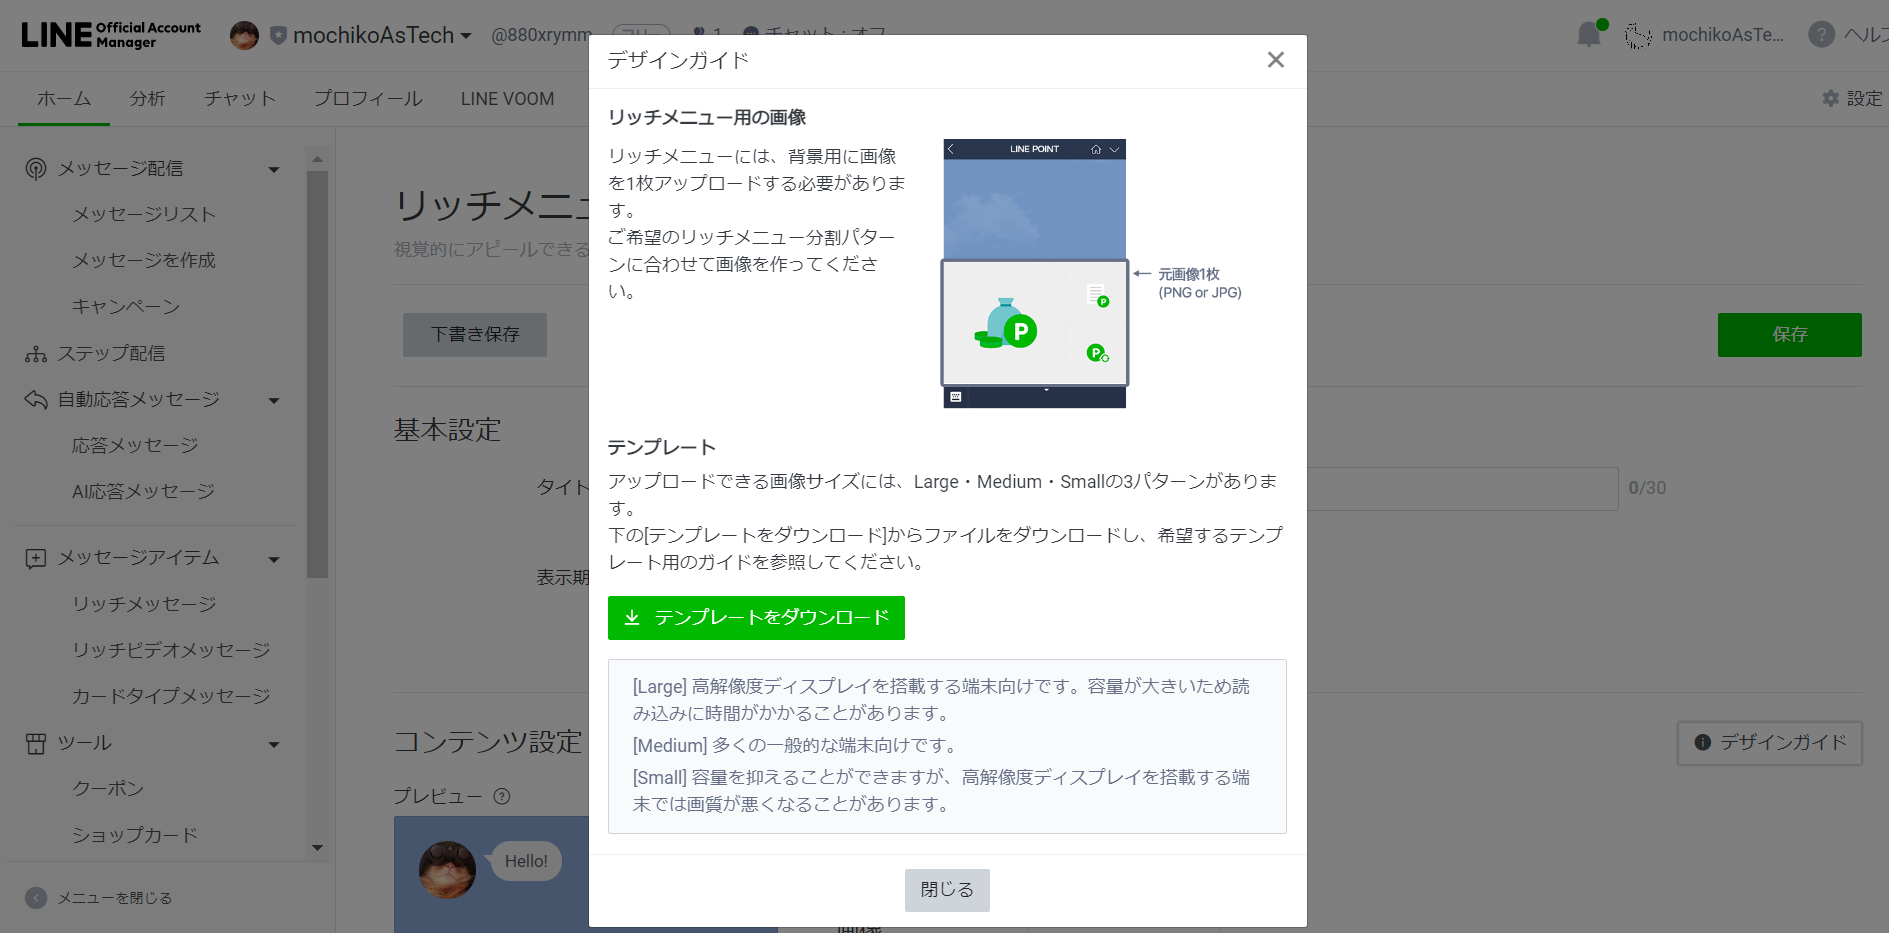 LINE Official Account Manager
mochikoAsTech
@880xrymm
フリー
1
チャット:オフ
mochikoAsTe...
ヘルプ
ホーム
分析
チャット
プロフィール
LINE VOOM
設定
メッセージ配信
メッセージリスト
メッセージを作成
キャンペーン
ステップ配信
自動応答メッセージ
応答メッセージ
AI応答メッセージ
メッセージアイテム
リッチメッセージ
リッチビデオメッセージ
カードタイプメッセージ
ツール
クーポン
ショップカード
メニューを閉じる
リッチメニュ
視覚的にアピールできる
下書き保存
保存
基本設定
タイト
0/30
表示期
コンテンツ設定
デザインガイド
プレビュー
Hello!
デザインガイド
リッチメニュー用の画像
リッチメニューには、背景用に画像
を1枚アップロードする必要がありま
す。
ご希望のリッチメニュー分割パター
ンに合わせて画像を作ってくださ
い。
LINE POINT
P
P
P
元画像1枚
(PNG or JPG)
テンプレート
アップロードできる画像サイズには、Large・Medium・Smallの3パターンがありま
す。
下の[テンプレートをダウンロード]からファイルをダウンロードし、希望するテンプ
レート用のガイドを参照してください。
テンプレートをダウンロード
[Large] 高解像度ディスプレイを搭載する端末向けです。容量が大きいため読
み込みに時間がかかることがあります。
[Medium] 多くの一般的な端末向けです。
[Small] 容量を抑えることができますが、高解像度ディスプレイを搭載する端
末では画質が悪くなることがあります。
閉じる